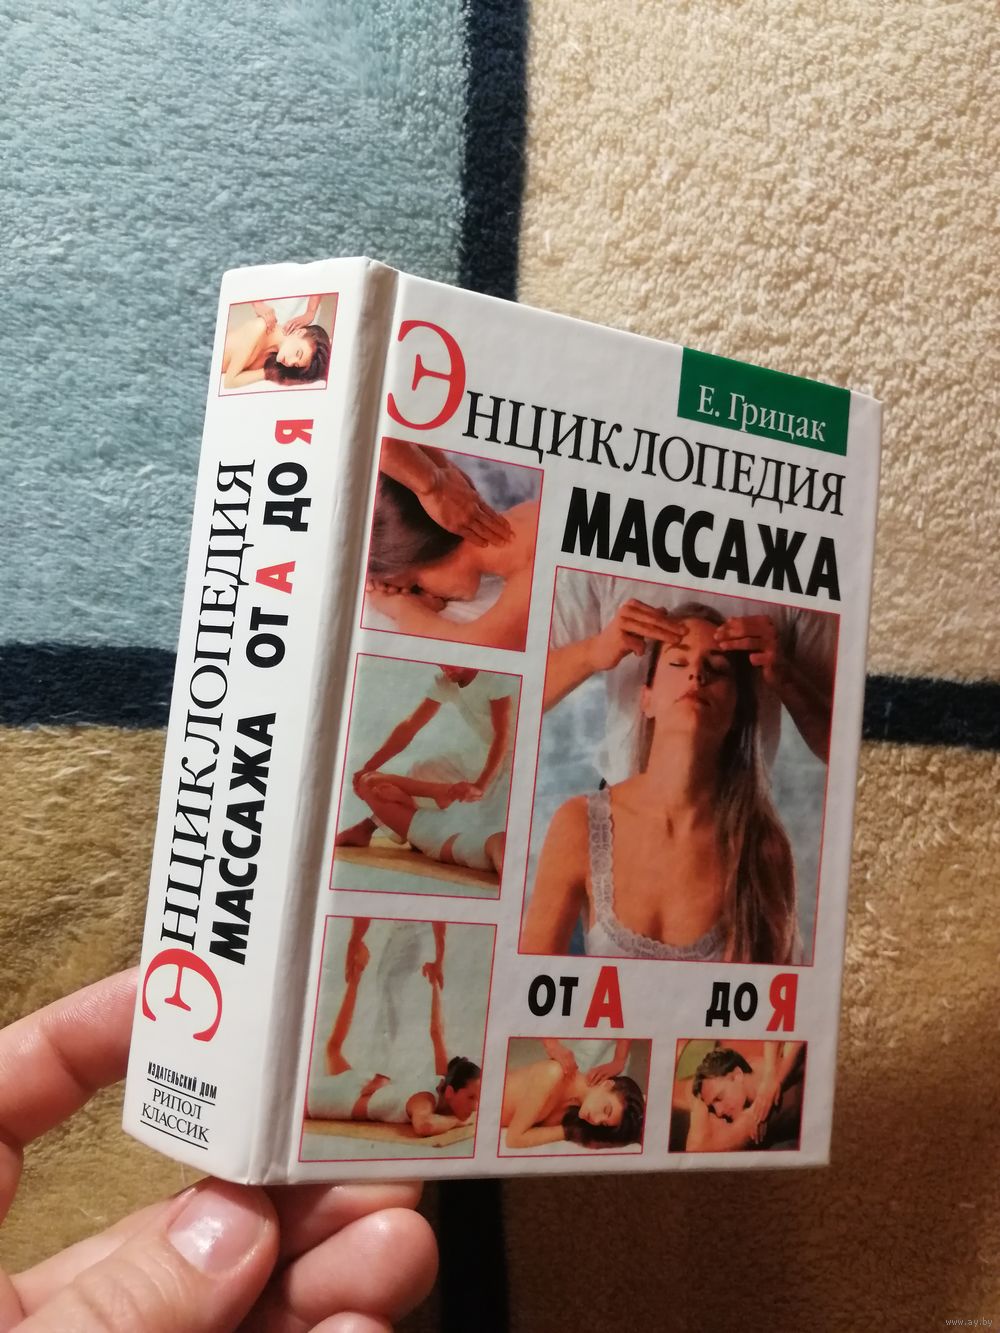 ЭНЦИКЛОПЕДИЯ
МАССАЖА ОТ А ДО Я
ИЗДАТЕЛЬСКИЙ ДОМ
РИПОЛ
КЛАССИК
Е. Грицак
ЭНЦИКЛОПЕДИЯ
МАССАЖА
ОТ А ДО Я
www.ay.by